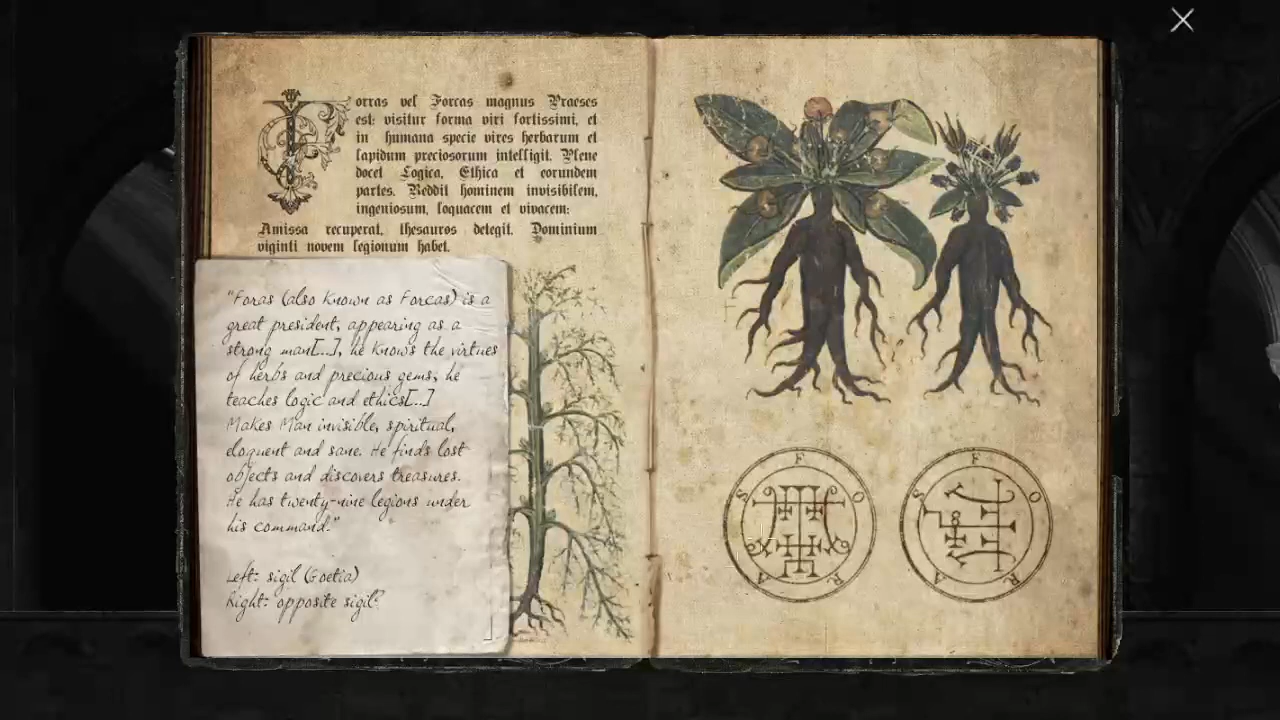 Forras vel Forcas magnus Praeses
est: visitur forma viri fortissimi, et
in humana specie vires herbarum et
lapidum preciosorum intelligit. Plene
docet Logica, Ethica et eorundem
partes. Reddit hominem invisibilem,
ingeniosum, loquacem et vivacem:
Amissa recuperat, thesauros detegit. Dominium
viginti novem legionum habet.
"Foras (also known as Forcas) is a
great president, appearing as a
strong man[...], he knows the virtues
of herbs and precious gems, he
teaches logic and ethics[...]
Makes Man invisible, spiritual,
eloquent and sane. He finds lost
objects and discovers treasures.
He has twenty-nine legions under
his command."
Left: sigil (Goetia)
Right: opposite sigil?
F O R A S
F O R A S